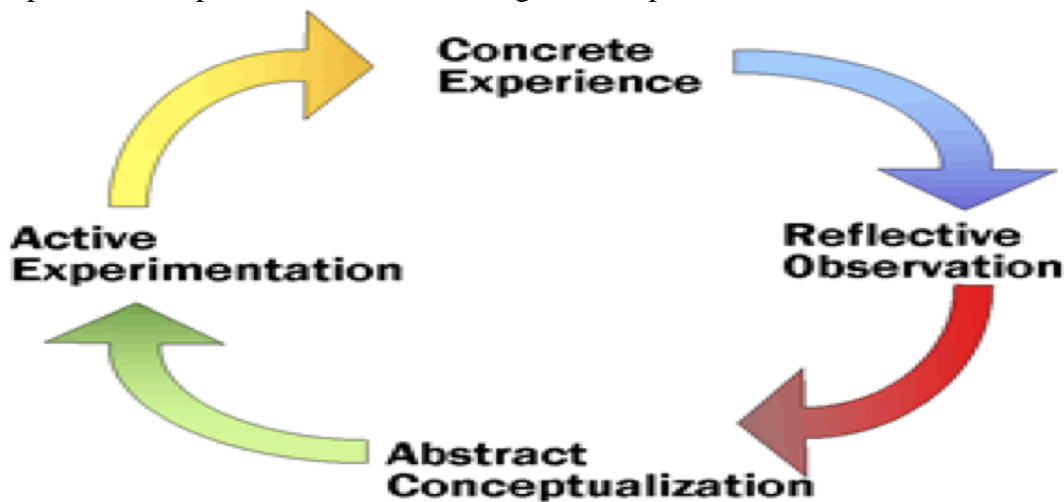 Concrete
Experience
Reflective
Observation
Abstract
Conceptualization
Active
Experimentation